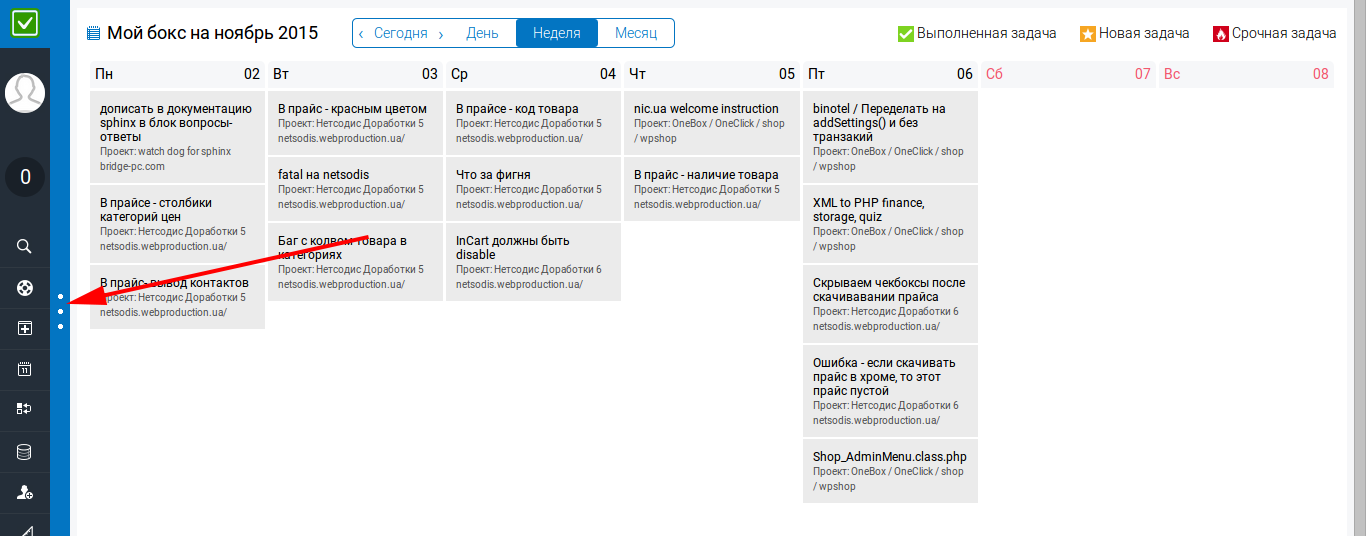 Мой бокс на ноябрь 2015
‹ Сегодня › День Неделя Месяц
Выполненная задача Новая задача Срочная задача
0
11
Пн 02
дописать в документацию
sphinx в блок вопросы-
ответы
Проект: watch dog for sphinx
bridge-pc.com
В прайсе - столбики
категорий цен
Проект: Нетсодис Доработки 5
netsodis.webproduction.ua/
В прайс- вывод контактов
Проект: Нетсодис Доработки 5
netsodis.webproduction.ua/
Вт 03
В прайс - красным цветом
Проект: Нетсодис Доработки 5
netsodis.webproduction.ua/
fatal на netsodis
Проект: Нетсодис Доработки 5
netsodis.webproduction.ua/
Баг с колвом товара в
категориях
Проект: Нетсодис Доработки 5
netsodis.webproduction.ua/
Ср 04
В прайсе - код товара
Проект: Нетсодис Доработки 5
netsodis.webproduction.ua/
Что за фигня
Проект: Нетсодис Доработки 5
netsodis.webproduction.ua/
InCart должны быть
disable
Проект: Нетсодис Доработки 6
netsodis.webproduction.ua/
Чт 05
nic.ua welcome instruction
Проект: OneBox / OneClick / shop
/ wpshop
В прайс - наличие товара
Проект: Нетсодис Доработки 5
netsodis.webproduction.ua/
Пт 06
binotel / Переделать на
addSettings() и без
транзакий
Проект: OneBox / OneClick / shop
/ wpshop
XML to PHP finance,
storage, quiz
Проект: OneBox / OneClick / shop
/ wpshop
Скрываем чекбоксы после
скачивавании прайса
Проект: Нетсодис Доработки 6
netsodis.webproduction.ua/
Ошибка - если скачивать
прайс в хроме, то этот
прайс пустой
Проект: Нетсодис Доработки 6
netsodis.webproduction.ua/
Shop_AdminMenu.class.php
Проект: OneBox / OneClick / shop
/ wpshop
Сб 07
Вс 08